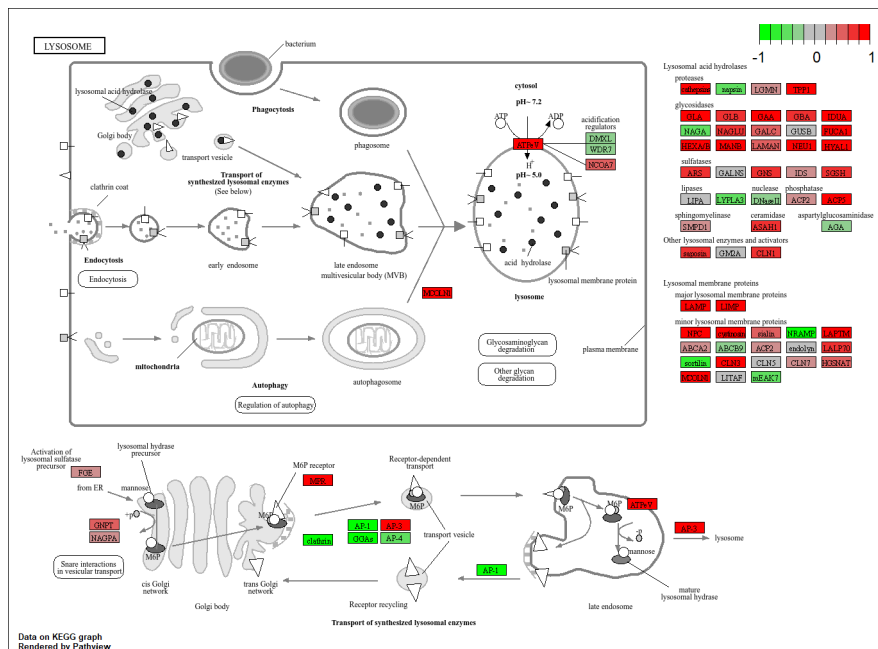 LYSOSOME
bacterium
lysosomal acid hydrolase
Golgi body
Phagocytosis
transport vesicle
phagosome
Transport of
synthesized lysosomal enzymes
(See below)
clathrin coat
Endocytosis
Endocytosis
early endosome
late endosome
multivesicular body (MVB)
MCOLN1
mitochondria
Autophagy
Regulation of autophagy
autophagosome
cytosol
pH~ 7.2
ATP
ADP
ATPeV
H+
pH~ 5.0
acidification
regulators
DMXL
WDR7
NCOA7
acid hydrolase
lysosomal membrane protein
lysosome
Glycosaminoglycan
degradation
Other glycan
degradation
plasma membrane
-1 0 1
Lysosomal acid hydrolases
proteases
cathepsin napsin LGMN TPP1
glycosidases
GLA GLB GAA GBA IDUA
NAGA NAGLU GALC GUSB FUCA1
HEXA/B MANB LAMAN NEU1 HYAL1
sulfatases
ARS GALNS GNS IDS SGSH
lipases nuclease phosphatase
LIPA LYPLA3 DNaseII ACP2 ACP5
sphingomyelinase ceramidase aspartylglucosaminidase
SMPD1 ASAH1 AGA
Other lysosomal enzymes and activators
saposin GM2A CLN1
Lysosomal membrane proteins
major lysosomal membrane proteins
LAMP LIMP
minor lysosomal membrane proteins
NPC cystinosin sialin NRAMP LAPTM
ABCA2 ABCB9 ACP2 endolyn LALP70
sortilin CLN3 CLN5 CLN7 HGSNAT
MCOLN1 LITAF mEAK7
Activation of
lysosomal sulfatase
precursor
FGE
from ER
lysosomal hydrase
precursor
mannose
+p
GNPT
NAGPA
M6P
Snare interactions
in vesicular transport
cis Golgi
network
Golgi body
trans Golgi
network
M6P
M6P receptor
MPR
clathrin
AP-1 AP-3
GGAs AP-4
Receptor-dependent
transport
M6P
transport vesicle
Receptor recycling
AP-1
M6P
M6P
ATPeV
-p
mannose
AP-3
lysosome
mature
lysosomal hydrase
late endosome
Transport of synthesized lysosomal enzymes
Data on KEGG graph
Rendered by Pathview